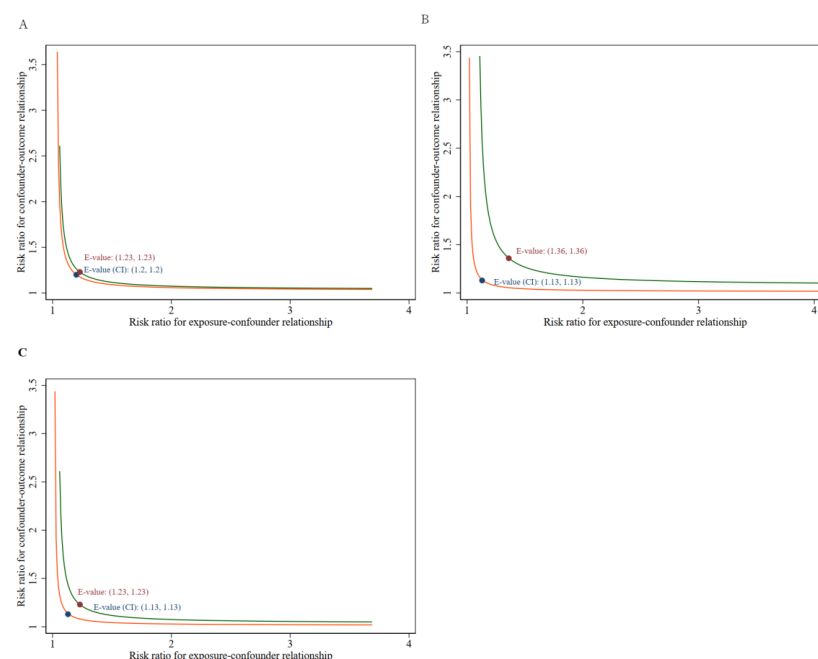 A
Risk ratio for confounder-outcome relationship
3.5
3
2.5
2
1.5
1
E-value: (1.23, 1.23)
E-value (CI): (1.2, 1.2)
1 2 3 4
Risk ratio for exposure-confounder relationship
B
Risk ratio for confounder-outcome relationship
3.5
3
2.5
2
1.5
1
E-value: (1.36, 1.36)
E-value (CI): (1.13, 1.13)
1 2 3 4
Risk ratio for exposure-confounder relationship
C
Risk ratio for confounder-outcome relationship
3.5
3
2.5
2
1.5
1
E-value: (1.23, 1.23)
E-value (CI): (1.13, 1.13)
1 2 3 4
Risk ratio for exposure-confounder relationship